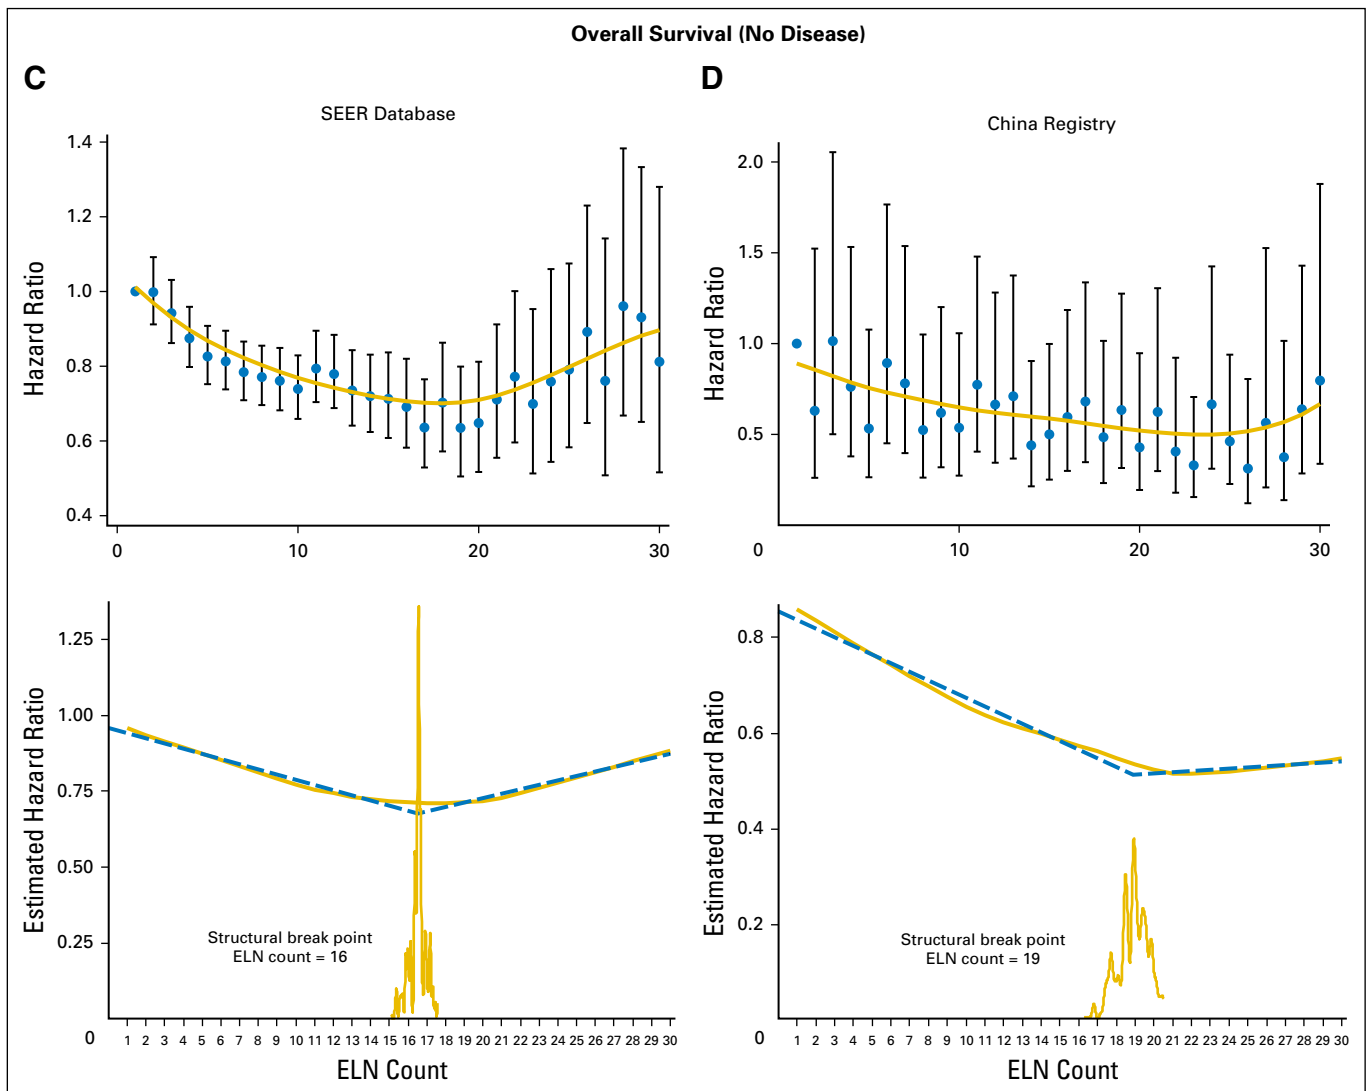 Overall Survival (No Disease)
C
SEER Database
Hazard Ratio
1.4
1.2
1.0
0.8
0.6
0.4
0 10 20 30
D
China Registry
Hazard Ratio
2.0
1.5
1.0
0.5
0 10 20 30
Estimated Hazard Ratio
1.25
1.00
0.75
0.50
0.25
Structural break point
ELN count = 16
0 1 2 3 4 5 6 7 8 9 10 11 12 13 14 15 16 17 18 19 20 21 22 23 24 25 26 27 28 29 30
ELN Count
Estimated Hazard Ratio
0.8
0.6
0.4
0.2
Structural break point
ELN count = 19
0 1 2 3 4 5 6 7 8 9 10 11 12 13 14 15 16 17 18 19 20 21 22 23 24 25 26 27 28 29 30
ELN Count